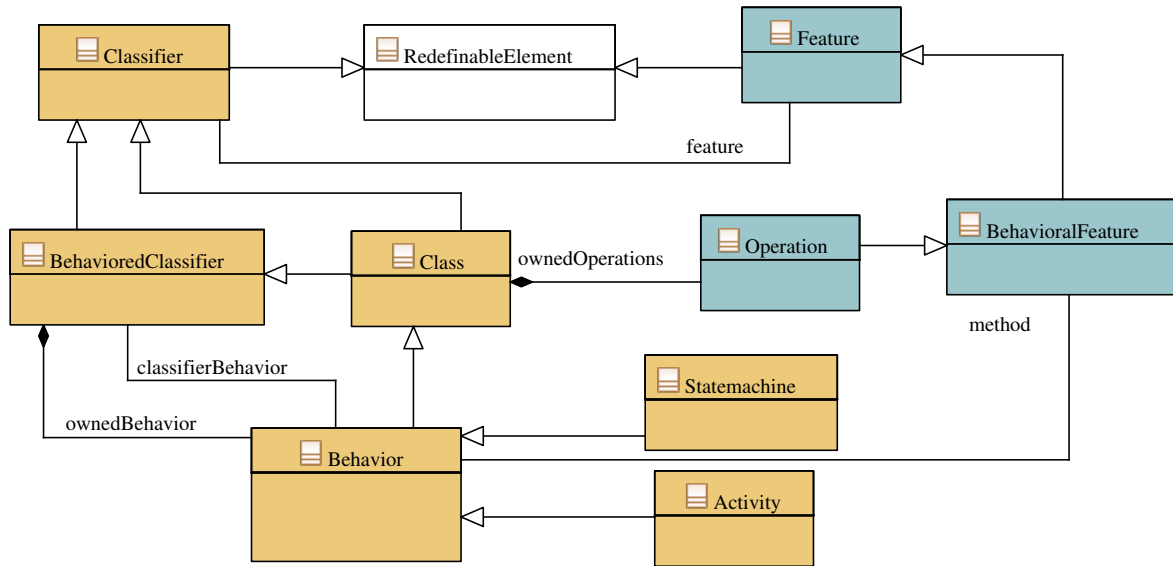 Classifier
RedefinableElement
Feature
feature
BehavioredClassifier
Class
ownedOperations
Operation
BehavioralFeature
method
classifierBehavior
Statemachine
ownedBehavior
Behavior
Activity